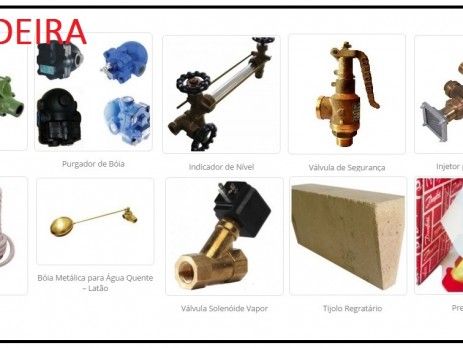 DEIRA
Purgador de Bóia
Indicador de Nível
Válvula de Segurança
Injetor
Bóia Metálica para Água Quente
– Latão
Válvula Solenóide Vapor
Tijolo Regratário
Pre